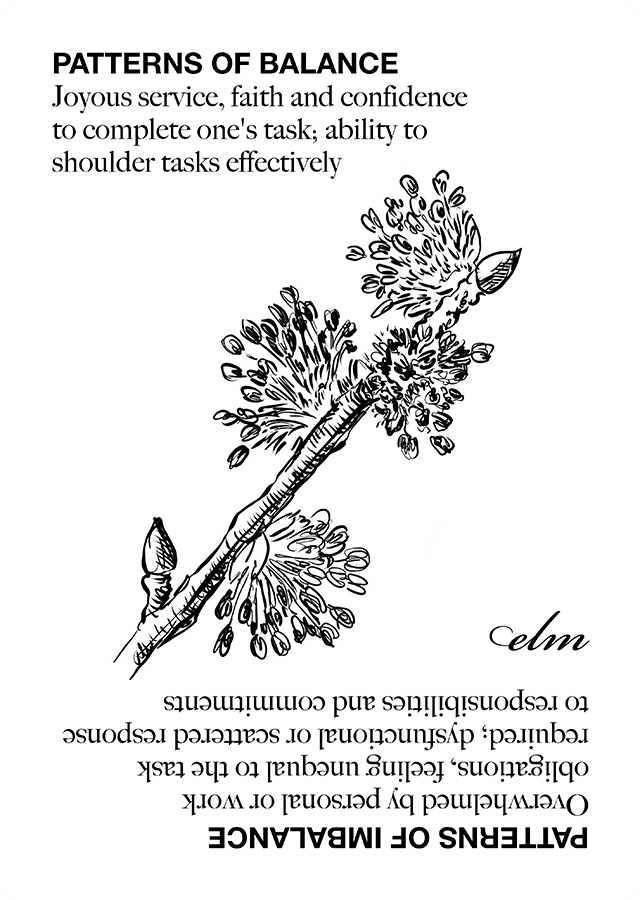 PATTERNS OF BALANCE
Joyous service, faith and confidence
to complete one's task; ability to
shoulder tasks effectively
elm
PATTERNS OF IMBALANCE
Overwhelmed by personal or work
obligations, feeling unequal to the task
required; dysfunctional or scattered response
to responsibilities and commitments